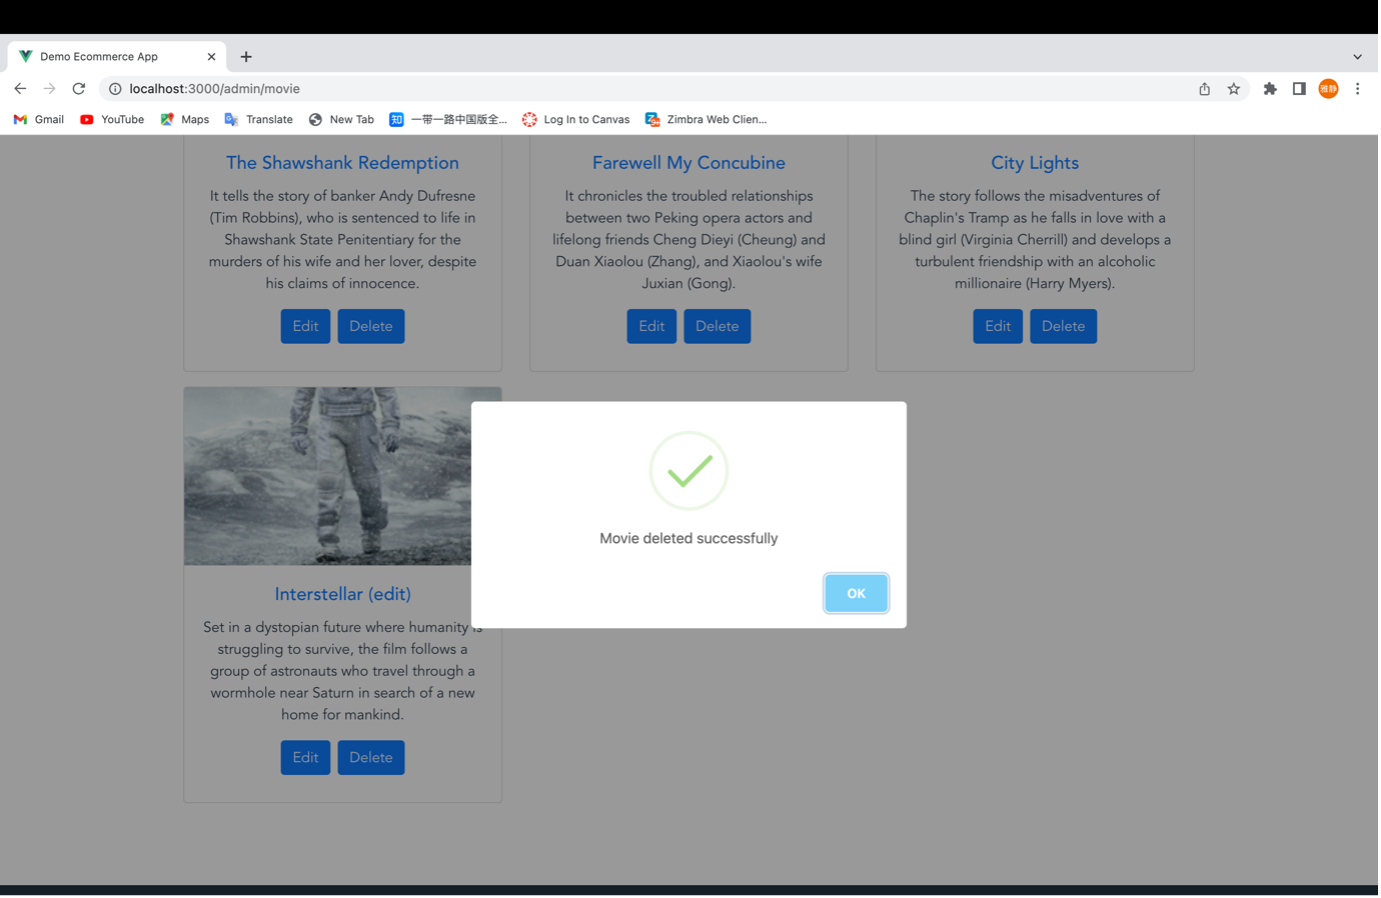 Demo Ecommerce App
localhost:3000/admin/movie
雅静
Gmail YouTube Maps Translate New Tab 知 一带一路中国版全... Log In to Canvas Zimbra Web Clien...
The Shawshank Redemption
It tells the story of banker Andy Dufresne
(Tim Robbins), who is sentenced to life in
Shawshank State Penitentiary for the
murders of his wife and her lover, despite
his claims of innocence.
Edit Delete
Farewell My Concubine
It chronicles the troubled relationships
between two Peking opera actors and
lifelong friends Cheng Dieyi (Cheung) and
Duan Xiaolou (Zhang), and Xiaolou's wife
Juxian (Gong).
Edit Delete
City Lights
The story follows the misadventures of
Chaplin's Tramp as he falls in love with a
blind girl (Virginia Cherrill) and develops a
turbulent friendship with an alcoholic
millionaire (Harry Myers).
Edit Delete
Interstellar (edit)
Set in a dystopian future where humanity is
struggling to survive, the film follows a
group of astronauts who travel through a
wormhole near Saturn in search of a new
home for mankind.
Edit Delete
Movie deleted successfully
OK